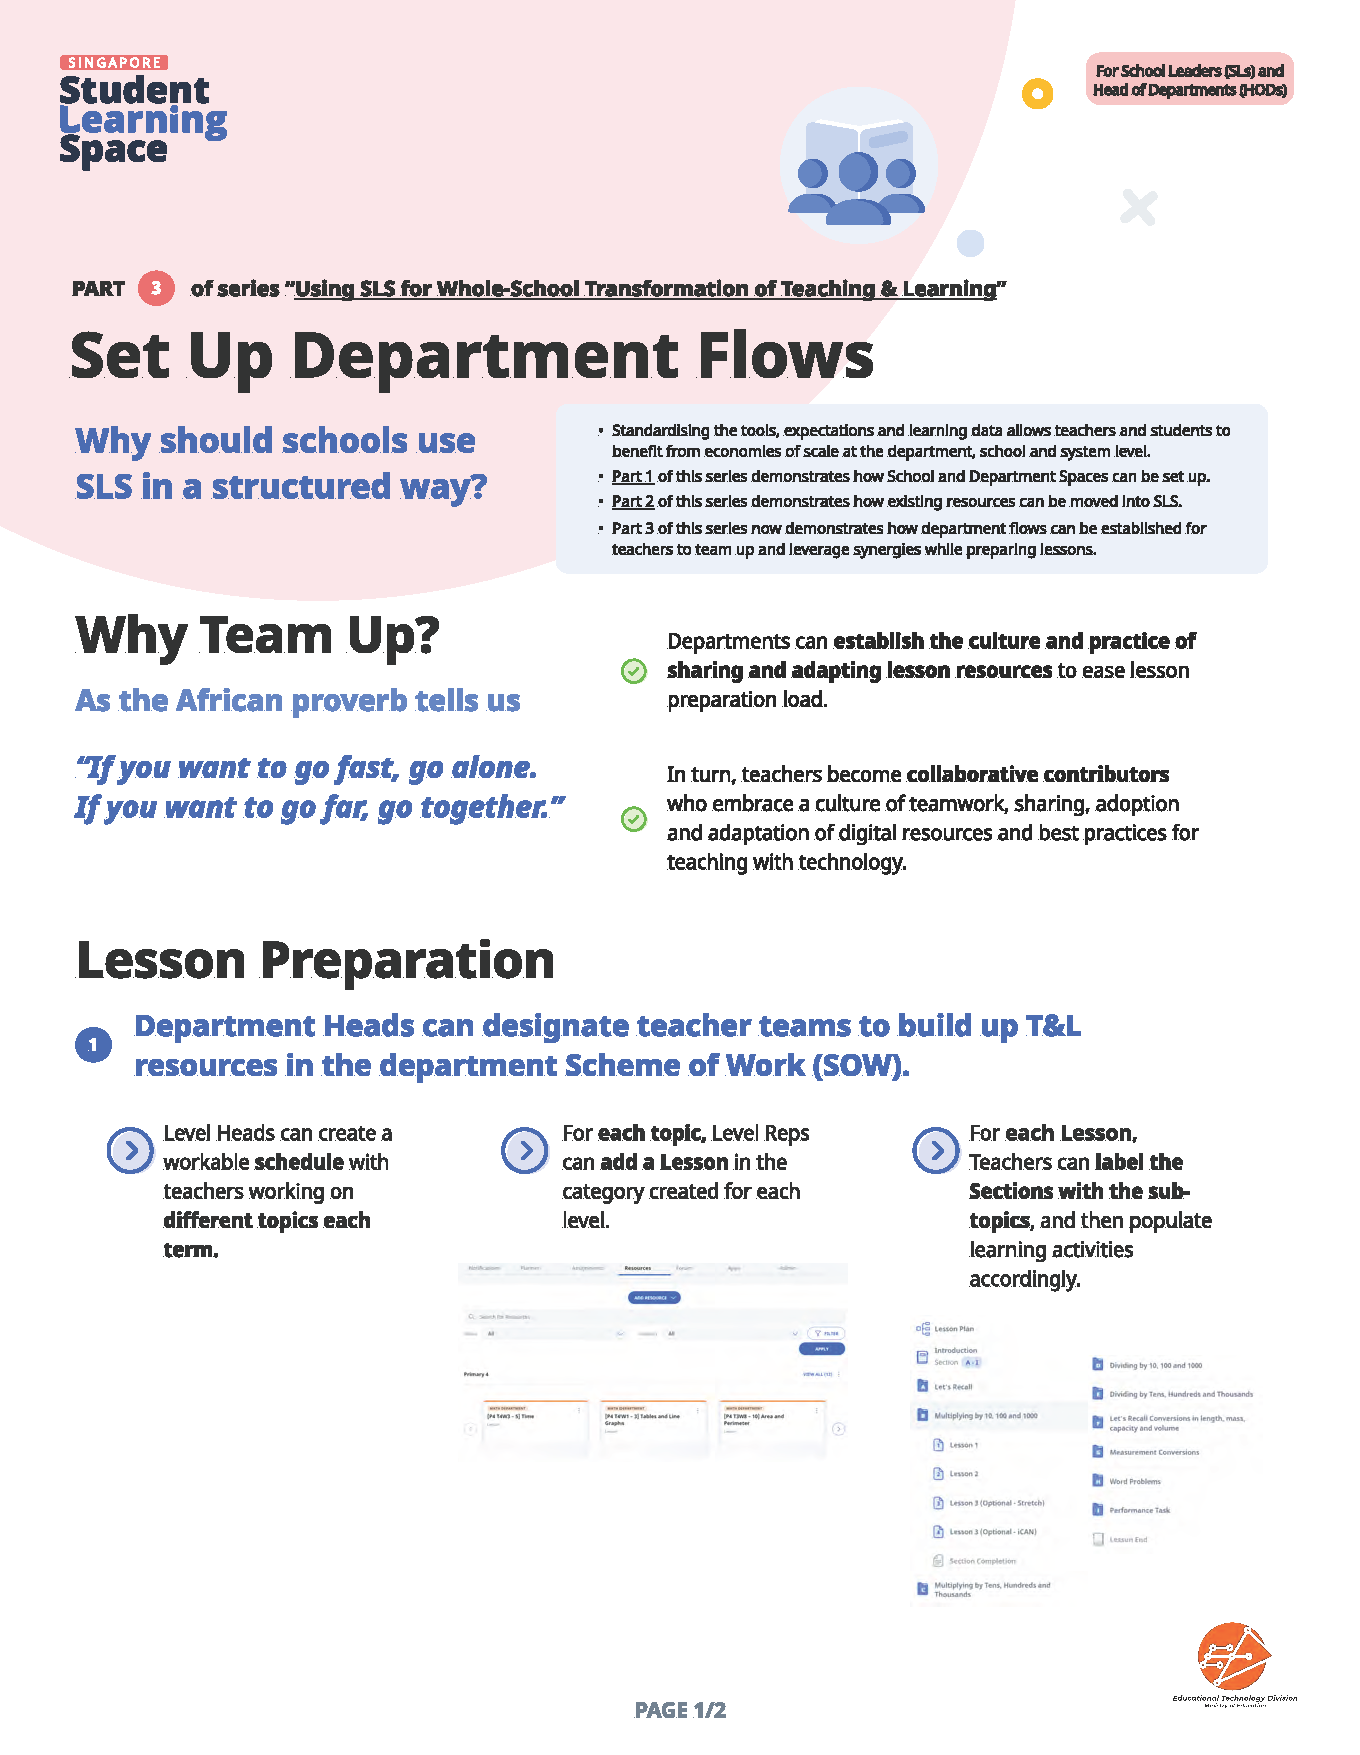 SINGAPORE
Student
Learning
Space
For School Leaders (SLs) and
Head of Departments (HODs)
PART 3 of series “Using SLS for Whole-School Transformation of Teaching & Learning”
Set Up Department Flows
Why should schools use
SLS in a structured way?
• Standardising the tools, expectations and learning data allows teachers and students to
benefit from economies of scale at the department, school and system level.
• Part 1 of this series demonstrates how School and Department Spaces can be set up.
• Part 2 of this series demonstrates how existing resources can be moved into SLS.
• Part 3 of this series now demonstrates how department flows can be established for
teachers to team up and leverage synergies while preparing lessons.
Why Team Up?
As the African proverb tells us
“If you want to go fast, go alone.
If you want to go far, go together.”
Departments can establish the culture and practice of
sharing and adapting lesson resources to ease lesson
preparation load.
In turn, teachers become collaborative contributors
who embrace a culture of teamwork, sharing, adoption
and adaptation of digital resources and best practices for
teaching with technology.
Lesson Preparation
1 Department Heads can designate teacher teams to build up T&L
resources in the department Scheme of Work (SOW).
Level Heads can create a
workable schedule with
teachers working on
different topics each
term.
For each topic, Level Reps
can add a Lesson in the
category created for each
level.
Notifications Planner Assignments Resources Forum Apps Admin
ADD RESOURCE
Search for Resources
All All FILTER
APPLY
Primary 4 VIEW ALL (12)
MATH DEPARTMENT
[P4 T4W3 - 5] Time
Lesson
MATH DEPARTMENT
[P4 T4W1 - 3] Tables and Line
Graphs
Lesson
MATH DEPARTMENT
[P4 T3W8 - 10] Area and
Perimeter
Lesson
For each Lesson,
Teachers can label the
Sections with the sub-
topics, and then populate
learning activities
accordingly.
Lesson Plan
Introduction
Section A - I
A Let's Recall
B Multiplying by 10, 100 and 1000
1 Lesson 1
2 Lesson 2
3 Lesson 3 (Optional - Stretch)
4 Lesson 3 (Optional - iCAN)
Section Completion
C Multiplying by Tens, Hundreds and
Thousands
D Dividing by 10, 100 and 1000
E Dividing by Tens, Hundreds and Thousands
F Let's Recall Conversions in length, mass,
capacity and volume
G Measurement Conversions
H Word Problems
I Performance Task
Lesson End
Educational Technology Division
Ministry of Education
PAGE 1/2